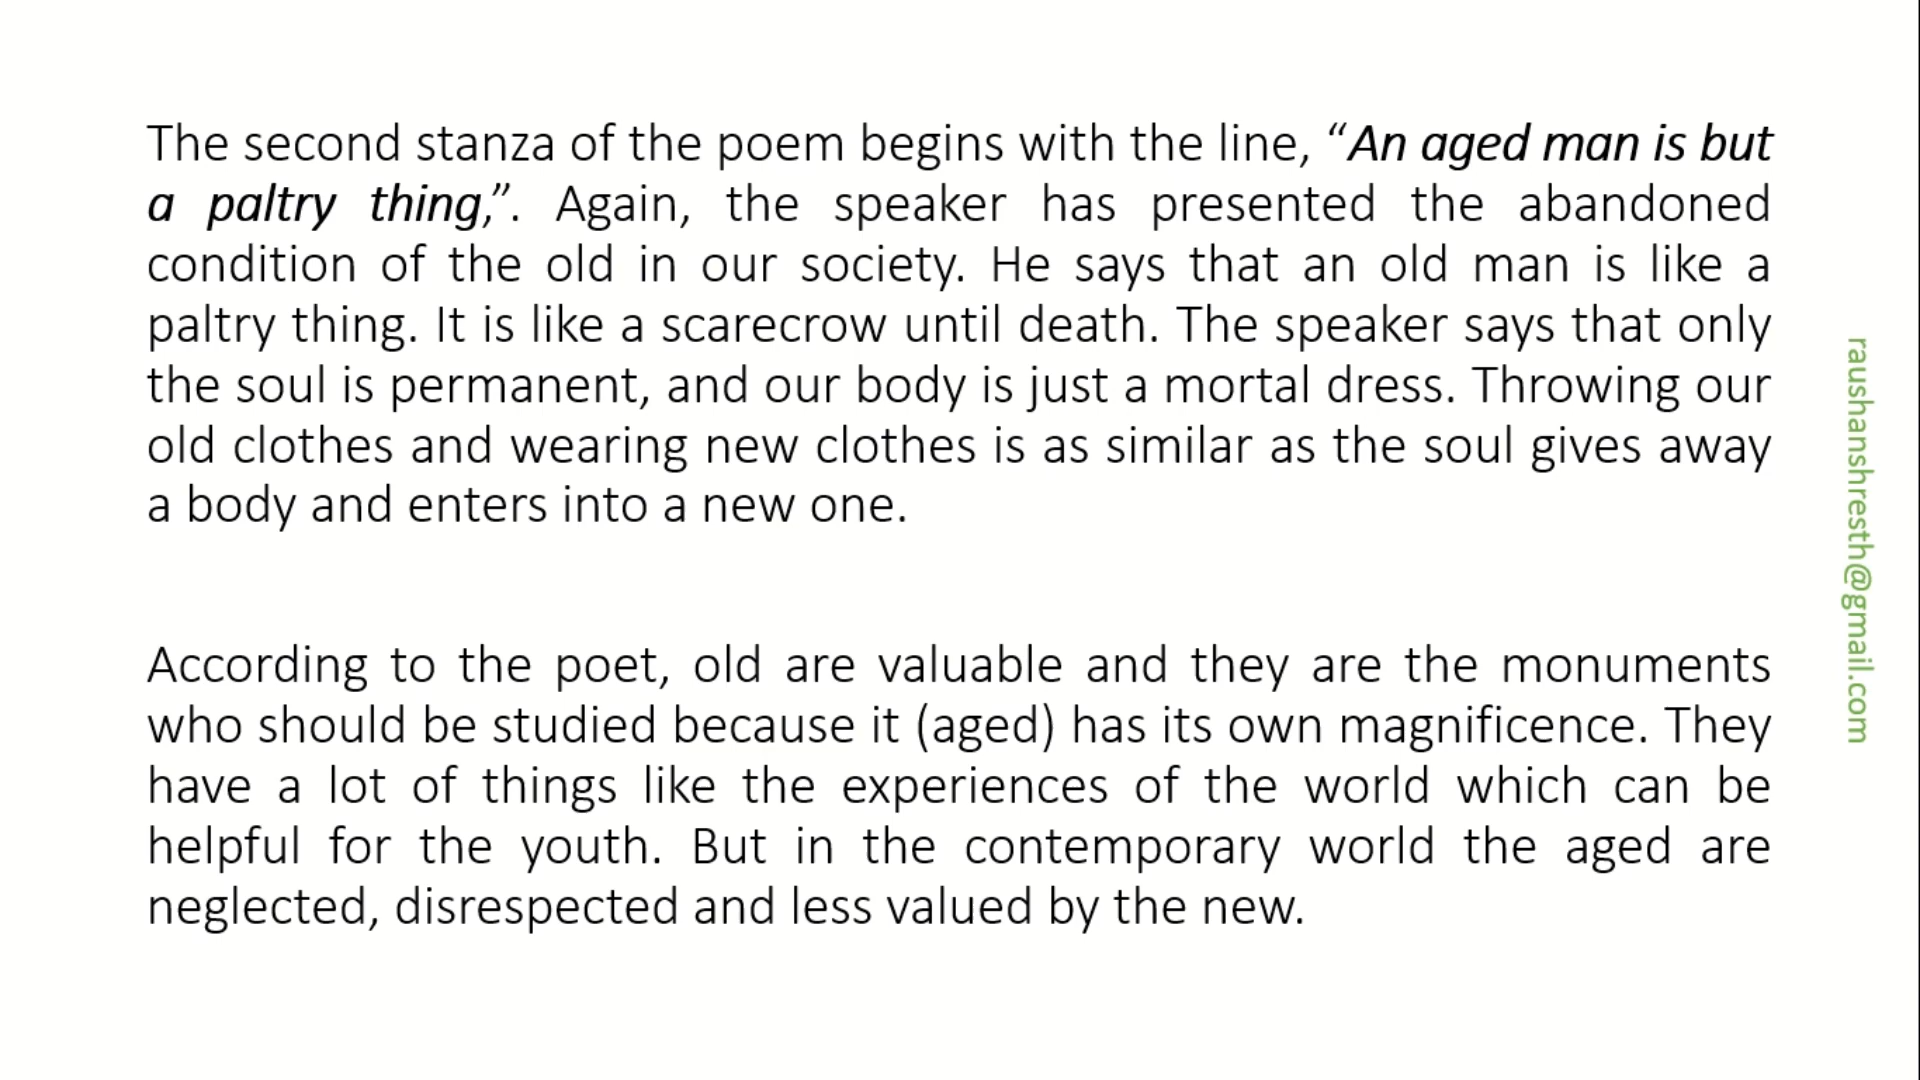 The second stanza of the poem begins with the line, “An aged man is but
a paltry thing,”. Again, the speaker has presented the abandoned
condition of the old in our society. He says that an old man is like a
paltry thing. It is like a scarecrow until death. The speaker says that only
the soul is permanent, and our body is just a mortal dress. Throwing our
old clothes and wearing new clothes is as similar as the soul gives away
a body and enters into a new one.
According to the poet, old are valuable and they are the monuments
who should be studied because it (aged) has its own magnificence. They
have a lot of things like the experiences of the world which can be
helpful for the youth. But in the contemporary world the aged are
neglected, disrespected and less valued by the new.
raushanshresth@gmail.com